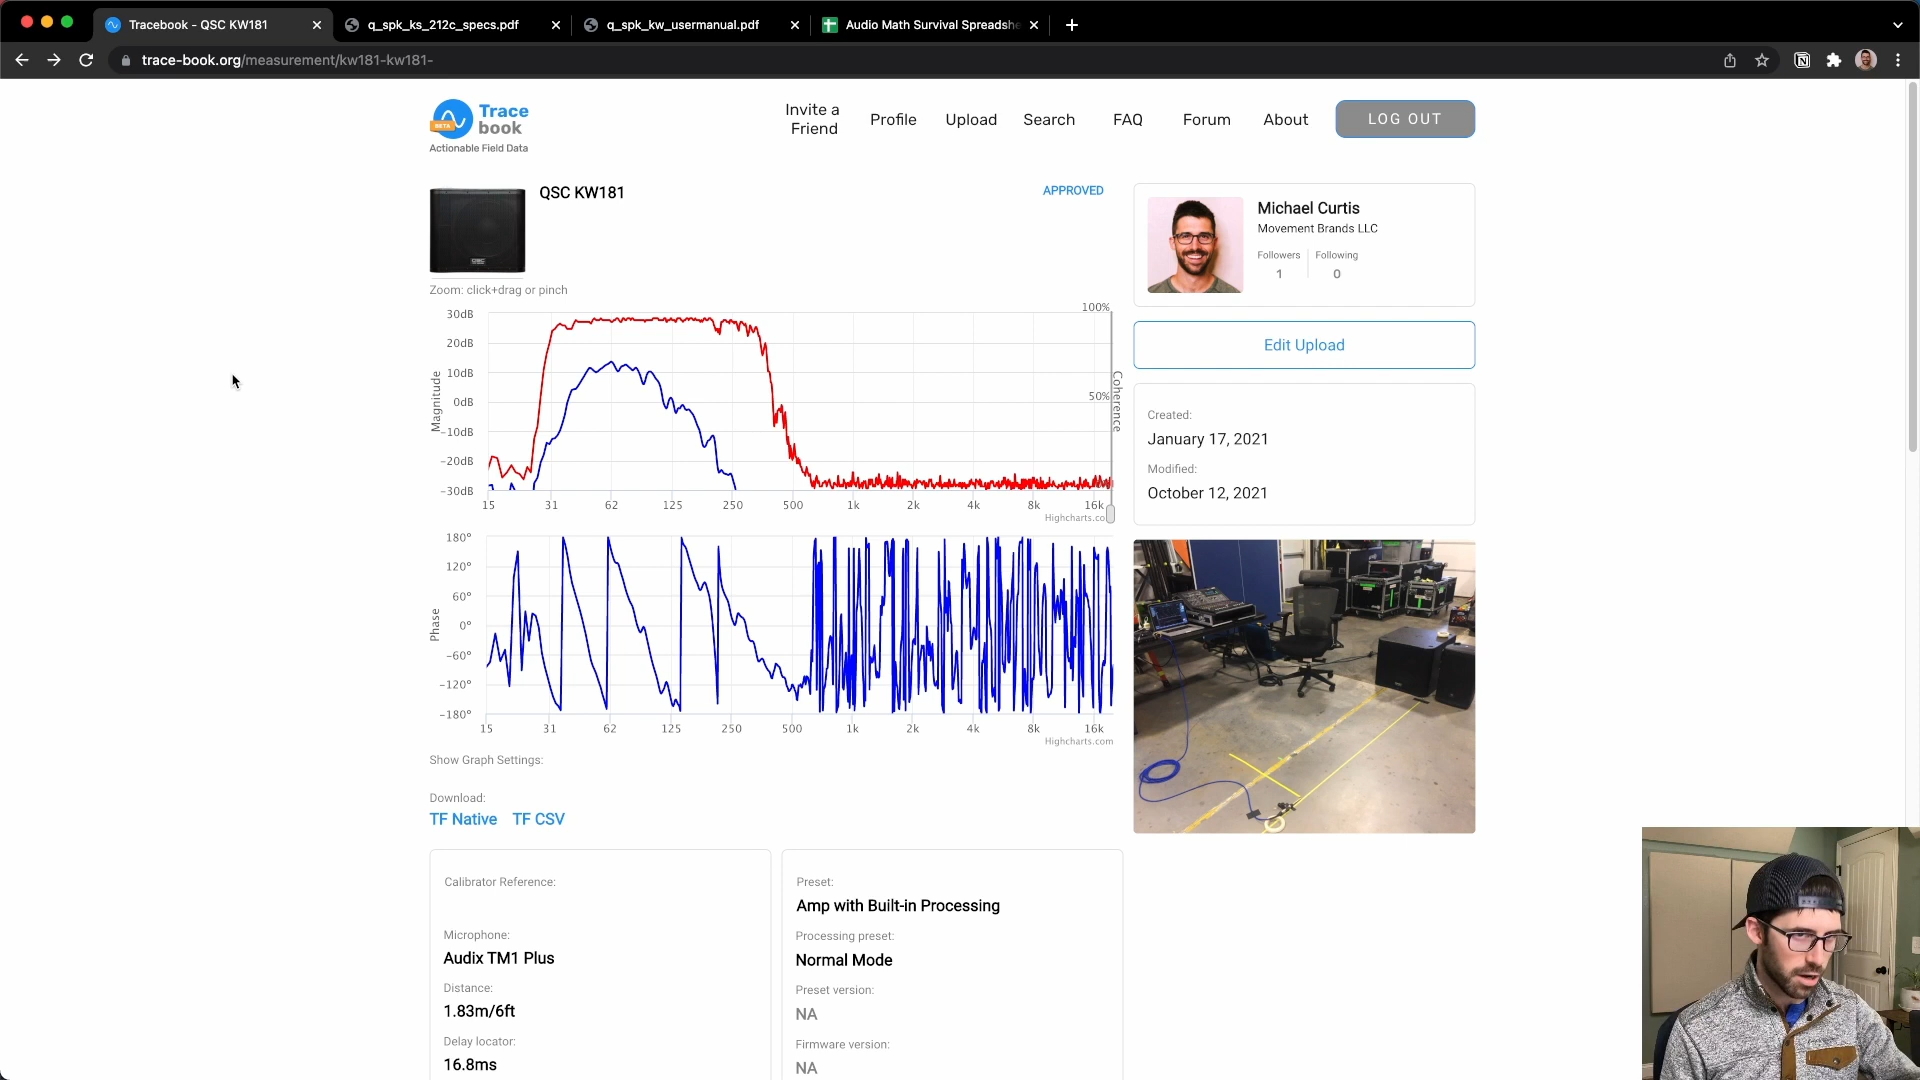 Tracebook - QSC KW181
q_spk_ks_212c_specs.pdf
q_spk_kw_usermanual.pdf
Audio Math Survival Spreadshe
trace-book.org/measurement/kw181-kw181-
Trace
book
BETA
Actionable Field Data
Invite a
Friend
Profile
Upload
Search
FAQ
Forum
About
LOG OUT
QSC KW181
APPROVED
QSC
Zoom: click+drag or pinch
Michael Curtis
Movement Brands LLC
Followers
Following
1
0
Edit Upload
Created:
January 17, 2021
Modified:
October 12, 2021
Magnitude
30dB
20dB
10dB
0dB
-10dB
-20dB
-30dB
100%
50%
Coherence
15 31 62 125 250 500 1k 2k 4k 8k 16k
Highcharts.co
Phase
180°
120°
60°
0°
-60°
-120°
-180°
15 31 62 125 250 500 1k 2k 4k 8k 16k
Highcharts.com
Show Graph Settings:
Download:
TF Native TF CSV
Calibrator Reference:
Microphone:
Audix TM1 Plus
Distance:
1.83m/6ft
Delay locator:
16.8ms
Preset:
Amp with Built-in Processing
Processing preset:
Normal Mode
Preset version:
NA
Firmware version:
NA